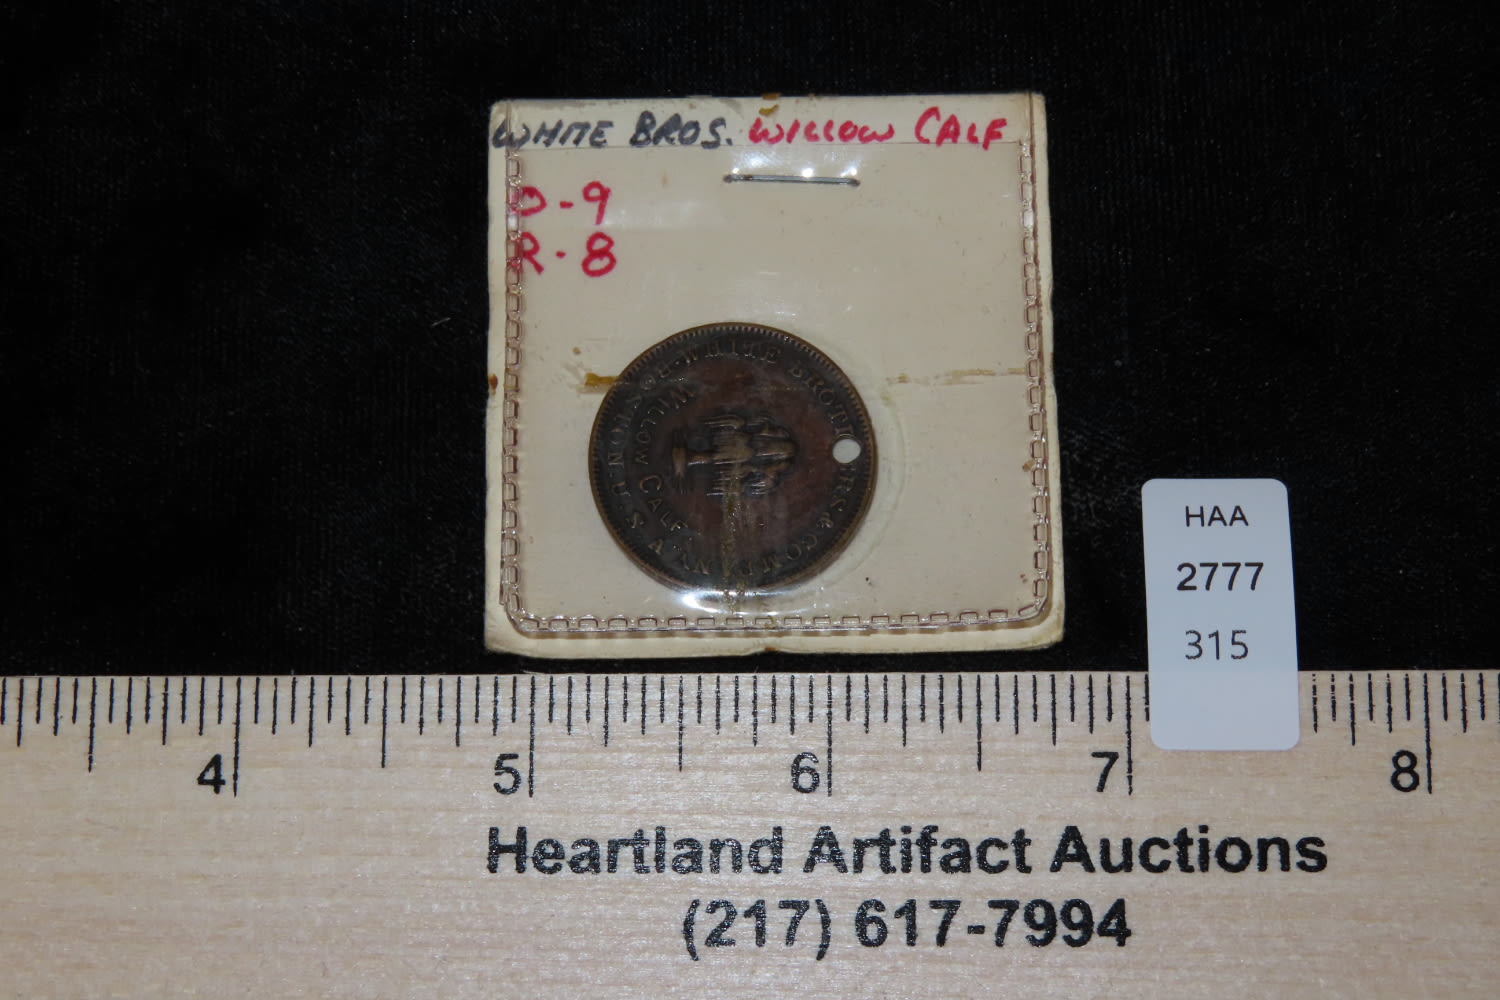 WHITE BROS. WILLOW CALF
D-9
R-8
WHITE BROTHERS & COMPANY.
BOSTON U.S.A.
WILLOW CALF
HAA
2777
315
4 5 6 7 8
Heartland Artifact Auctions
(217) 617-7994